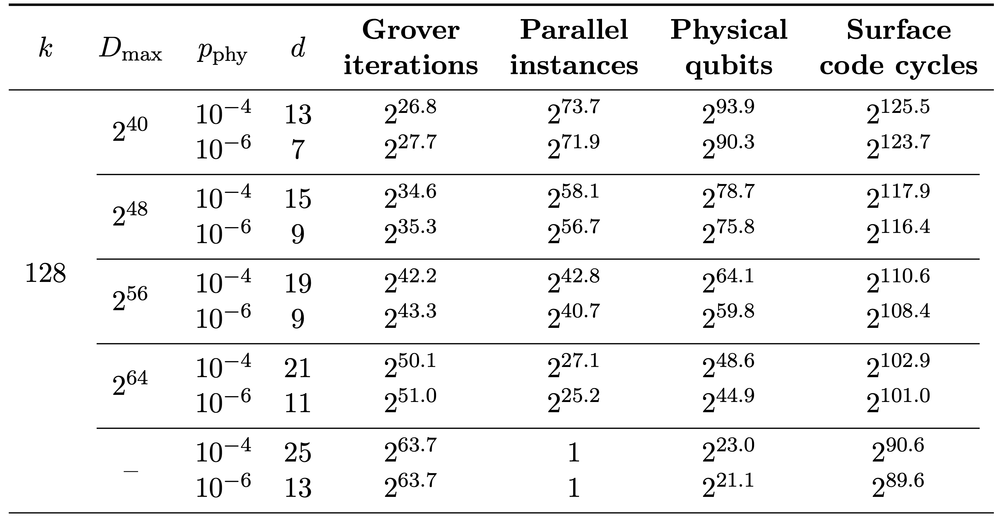 k D_max p_phy d Grover iterations Parallel instances Physical qubits Surface code cycles
128
2^40 10^−4 13 2^26.8 2^73.7 2^93.9 2^125.5
10^−6 7 2^27.7 2^71.9 2^90.3 2^123.7
2^48 10^−4 15 2^34.6 2^58.1 2^78.7 2^117.9
10^−6 9 2^35.3 2^56.7 2^75.8 2^116.4
2^56 10^−4 19 2^42.2 2^42.8 2^64.1 2^110.6
10^−6 9 2^43.3 2^40.7 2^59.8 2^108.4
2^64 10^−4 21 2^50.1 2^27.1 2^48.6 2^102.9
10^−6 11 2^51.0 2^25.2 2^44.9 2^101.0
– 10^−4 25 2^63.7 1 2^23.0 2^90.6
10^−6 13 2^63.7 1 2^21.1 2^89.6